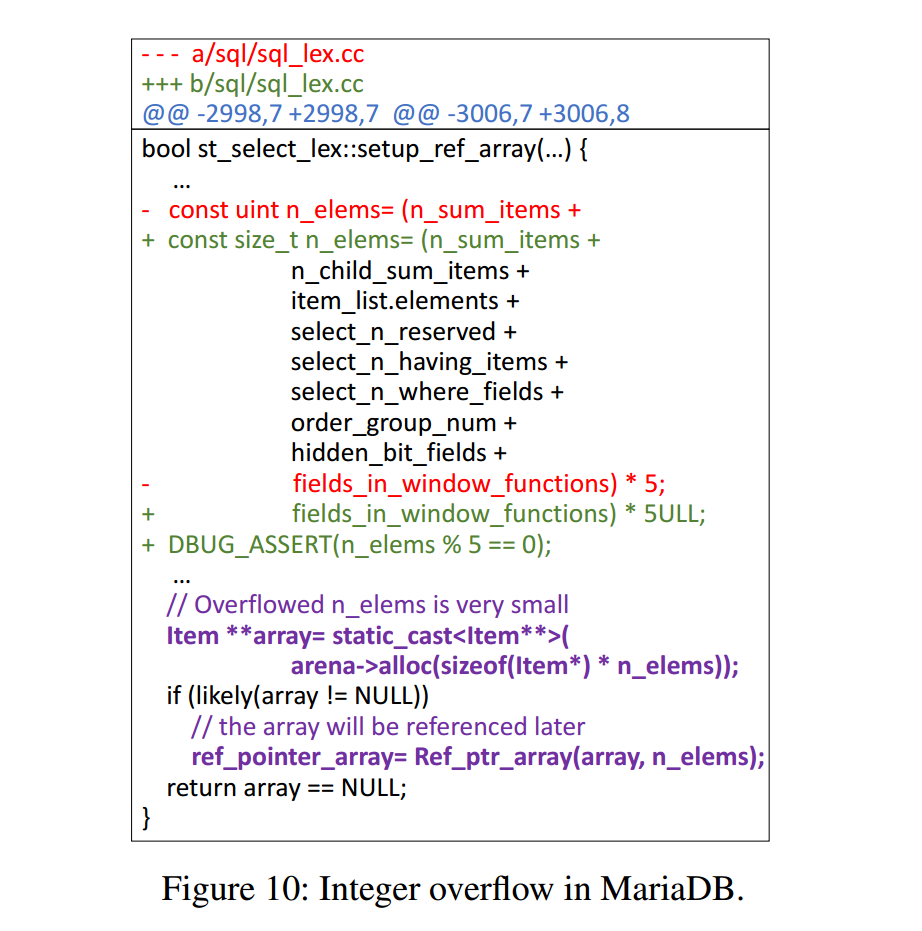 - - - a/sql/sql_lex.cc
+++ b/sql/sql_lex.cc
@@ -2998,7 +2998,7 @@ -3006,7 +3006,8
bool st_select_lex::setup_ref_array(…) {
…
- const uint n_elems= (n_sum_items +
+ const size_t n_elems= (n_sum_items +
n_child_sum_items +
item_list.elements +
select_n_reserved +
select_n_having_items +
select_n_where_fields +
order_group_num +
hidden_bit_fields +
- fields_in_window_functions) * 5;
+ fields_in_window_functions) * 5ULL;
+ DBUG_ASSERT(n_elems % 5 == 0);
…
// Overflowed n_elems is very small
Item **array= static_cast<Item**>(
arena->alloc(sizeof(Item*) * n_elems));
if (likely(array != NULL))
// the array will be referenced later
ref_pointer_array= Ref_ptr_array(array, n_elems);
return array == NULL;
}
Figure 10: Integer overflow in MariaDB.